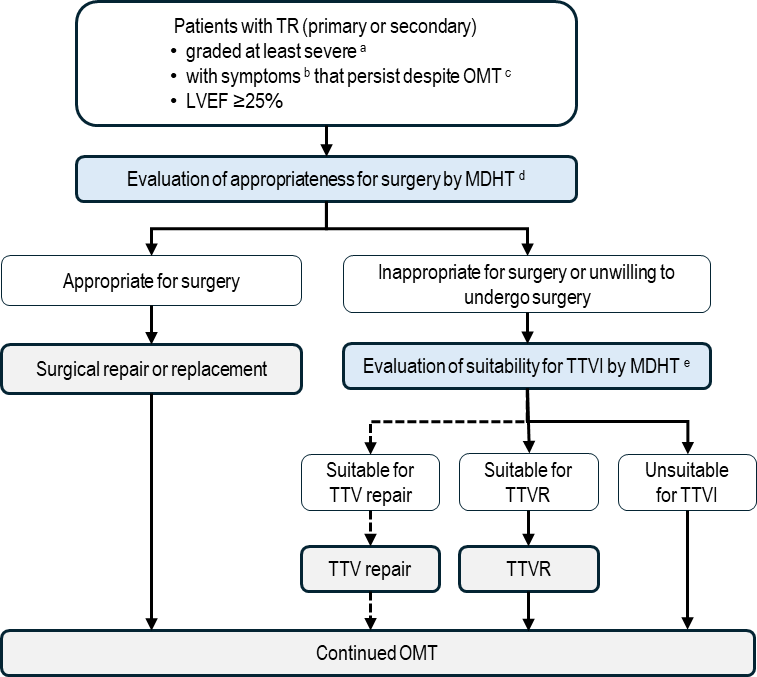 Patients with TR (primary or secondary)
• graded at least severe a
• with symptoms b that persist despite OMT c
• LVEF ≥25%
Evaluation of appropriateness for surgery by MDHT d
Appropriate for surgery
Inappropriate for surgery or unwilling to
undergo surgery
Surgical repair or replacement
Evaluation of suitability for TTVI by MDHT e
Suitable for
TTV repair
Suitable for
TTVR
Unsuitable
for TTVI
TTV repair
TTVR
Continued OMT